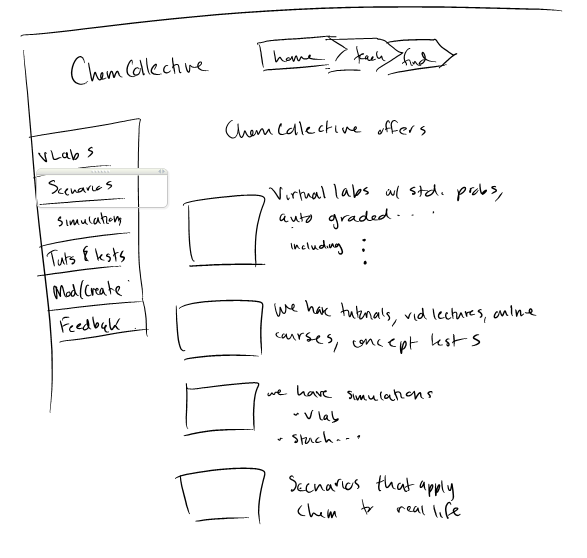 ChemCollective
home
teach
find
VLabs
Scenarios
Simulations
Tuts & tests
Mod/Create
Feedback
ChemCollective offers
Virtual labs w/ std. probs,
auto graded....
including :
We have tutorials, vid lectures, online
courses, concept tests
we have simulations
- Vlab
- Stoich...
Scenarios that apply
chem to real life